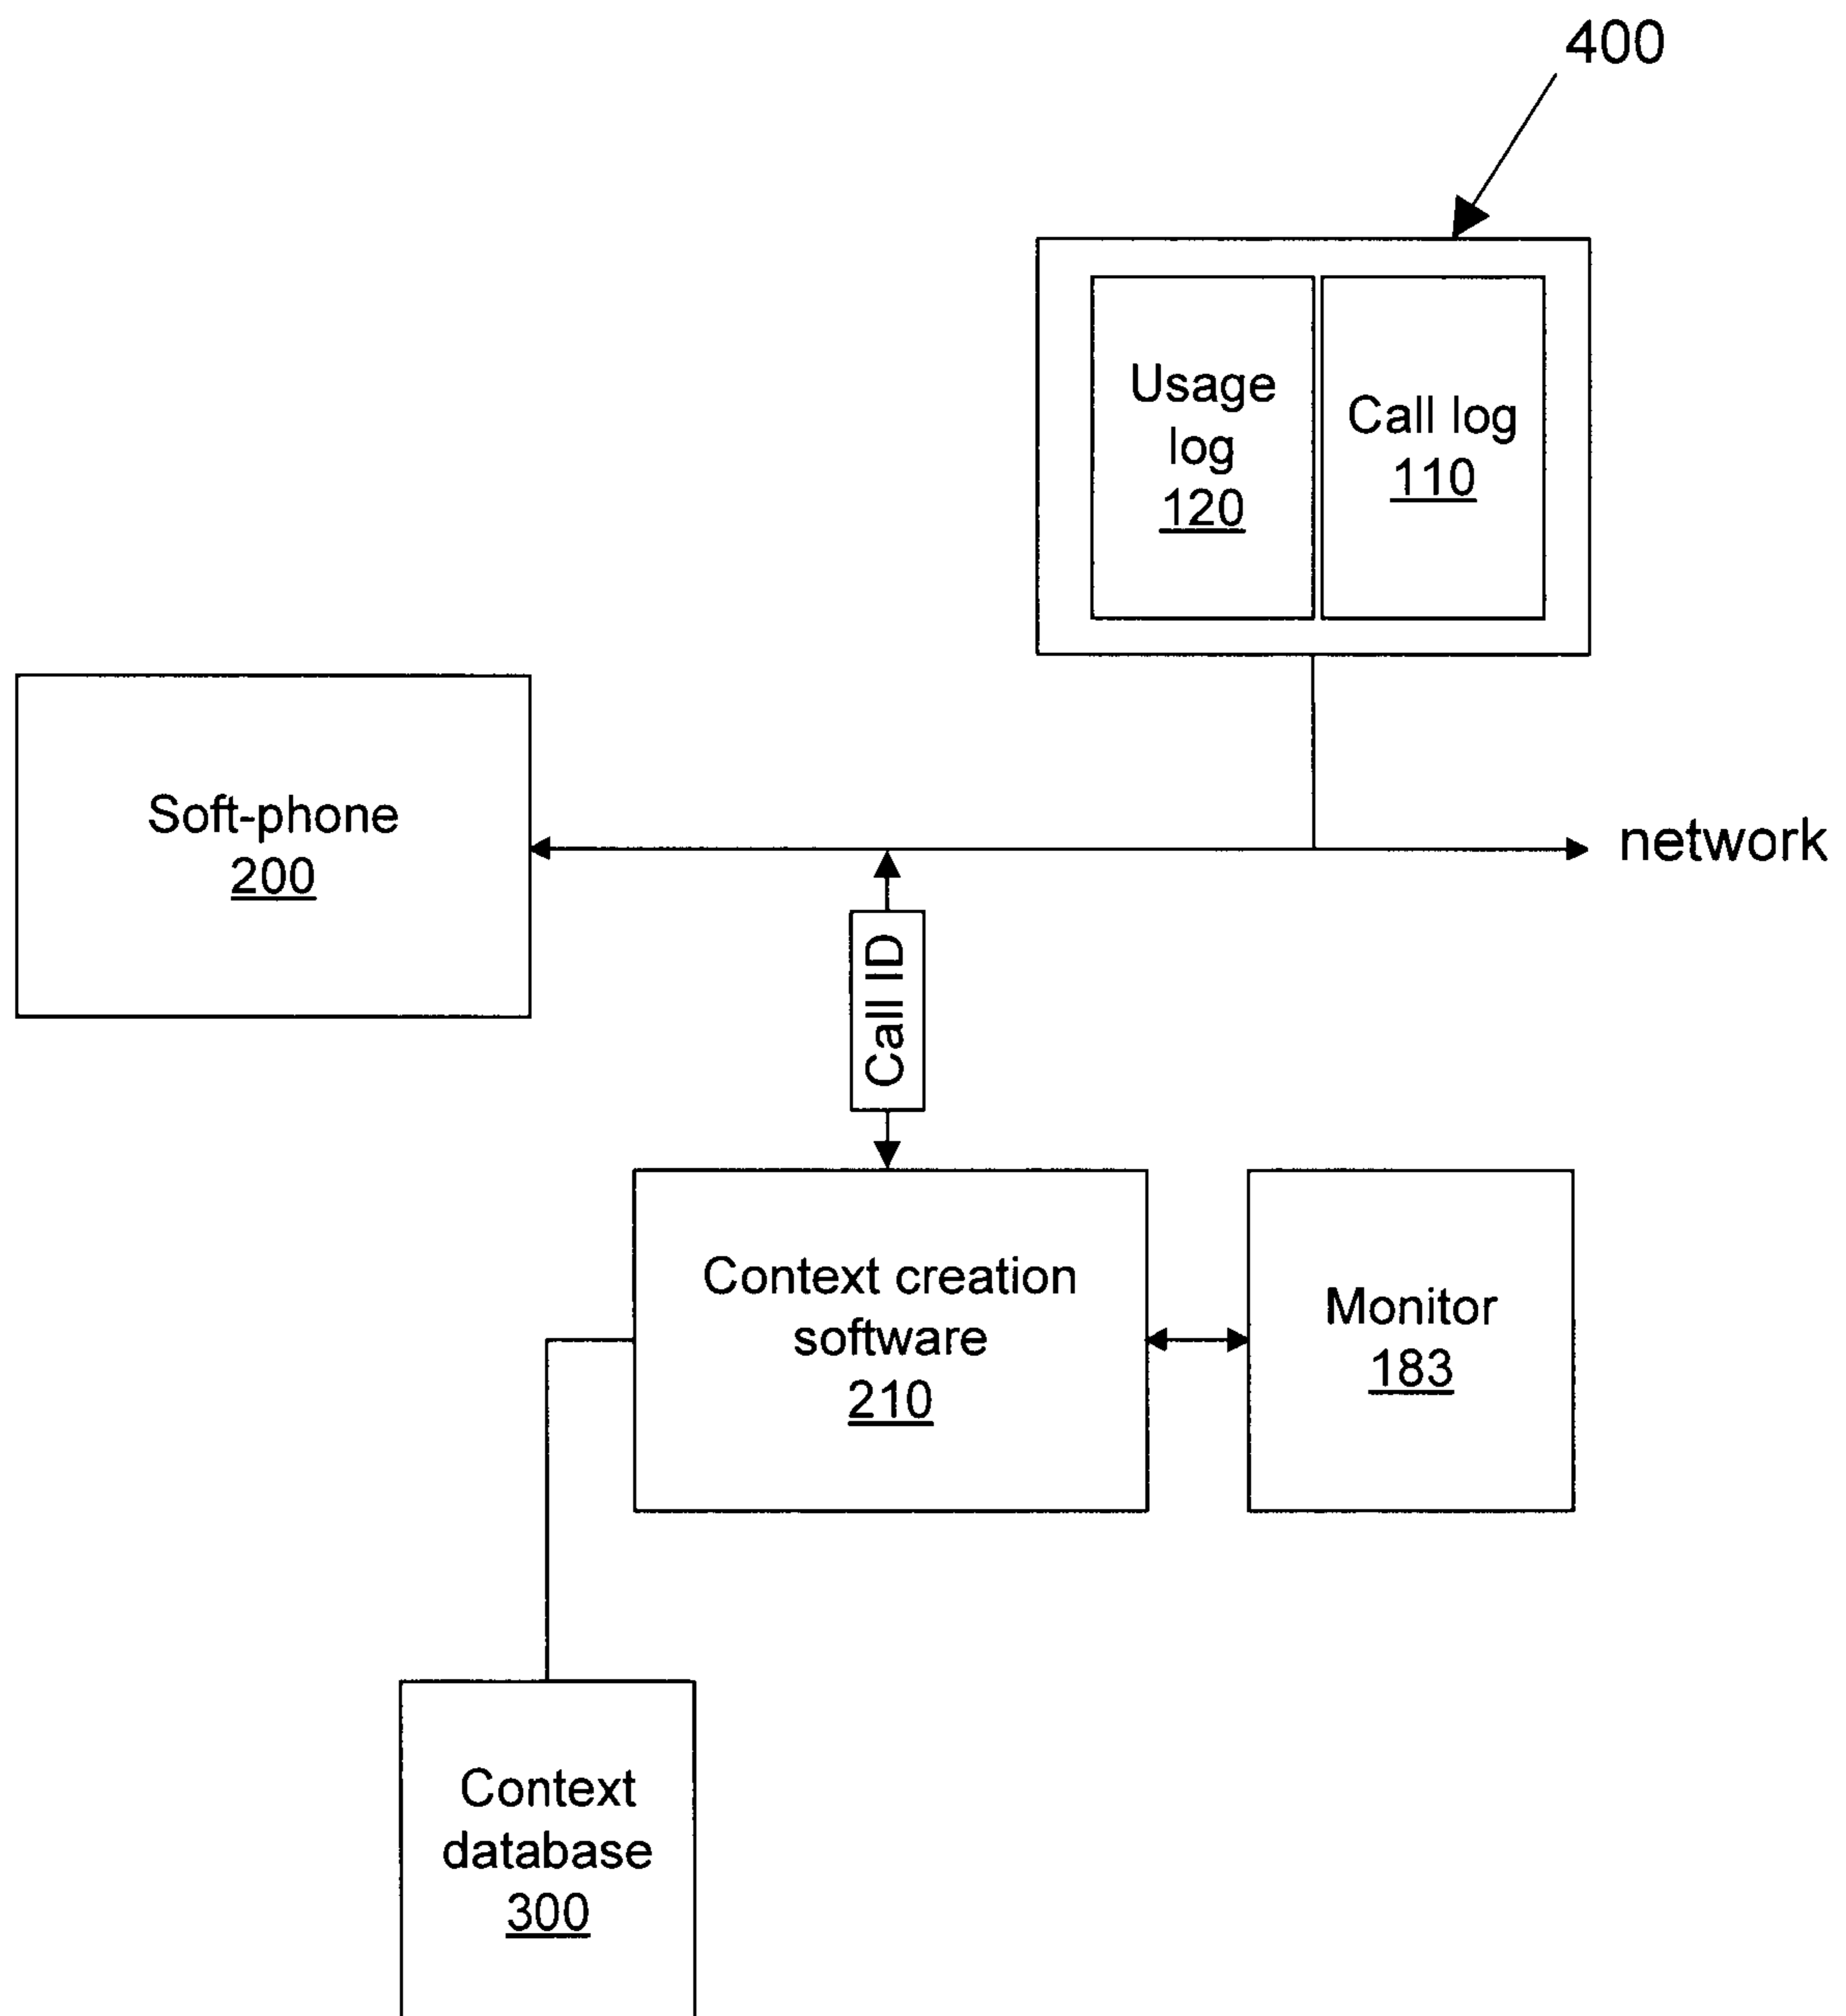 400
Usage
log
120
Call log
110
Soft-phone
200
network
Call ID
Context creation
software
210
Monitor
183
Context
database
300